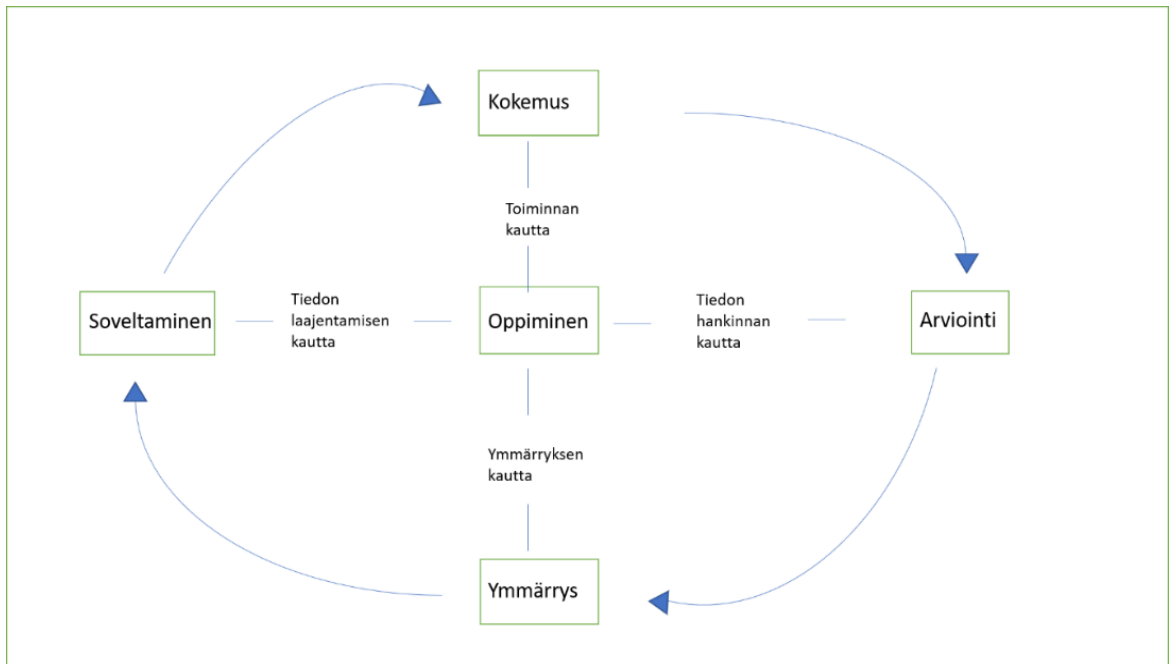 Kokemus
Toiminnan
kautta
Soveltaminen
Tiedon
laajentamisen
kautta
Oppiminen
Tiedon
hankinnan
kautta
Arviointi
Ymmärryksen
kautta
Ymmärrys